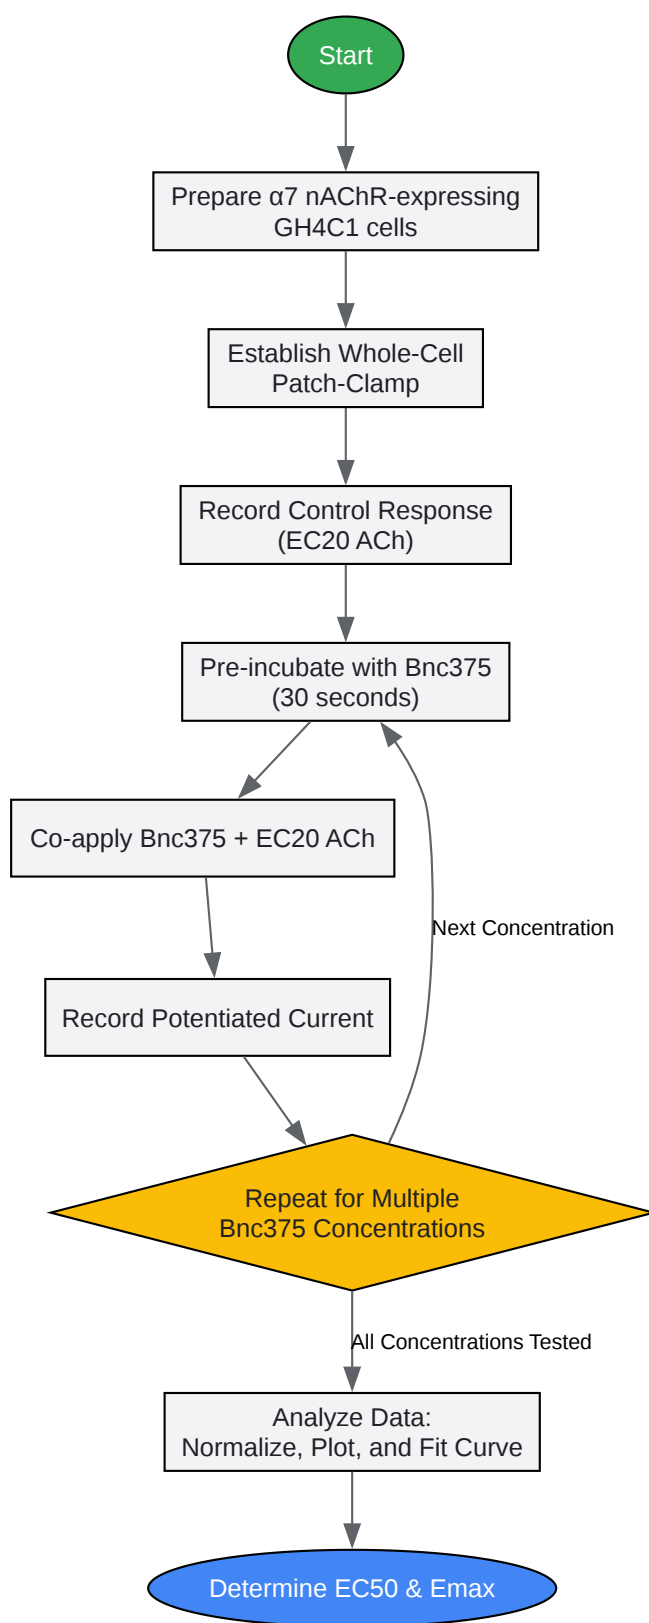 Start
Prepare α7 nAChR-expressing
GH4C1 cells
Establish Whole-Cell
Patch-Clamp
Record Control Response
(EC20 ACh)
Pre-incubate with Bnc375
(30 seconds)
Co-apply Bnc375 + EC20 ACh
Next Concentration
Record Potentiated Current
Repeat for Multiple
Bnc375 Concentrations
All Concentrations Tested
Analyze Data:
Normalize, Plot, and Fit Curve
Determine EC50 & Emax